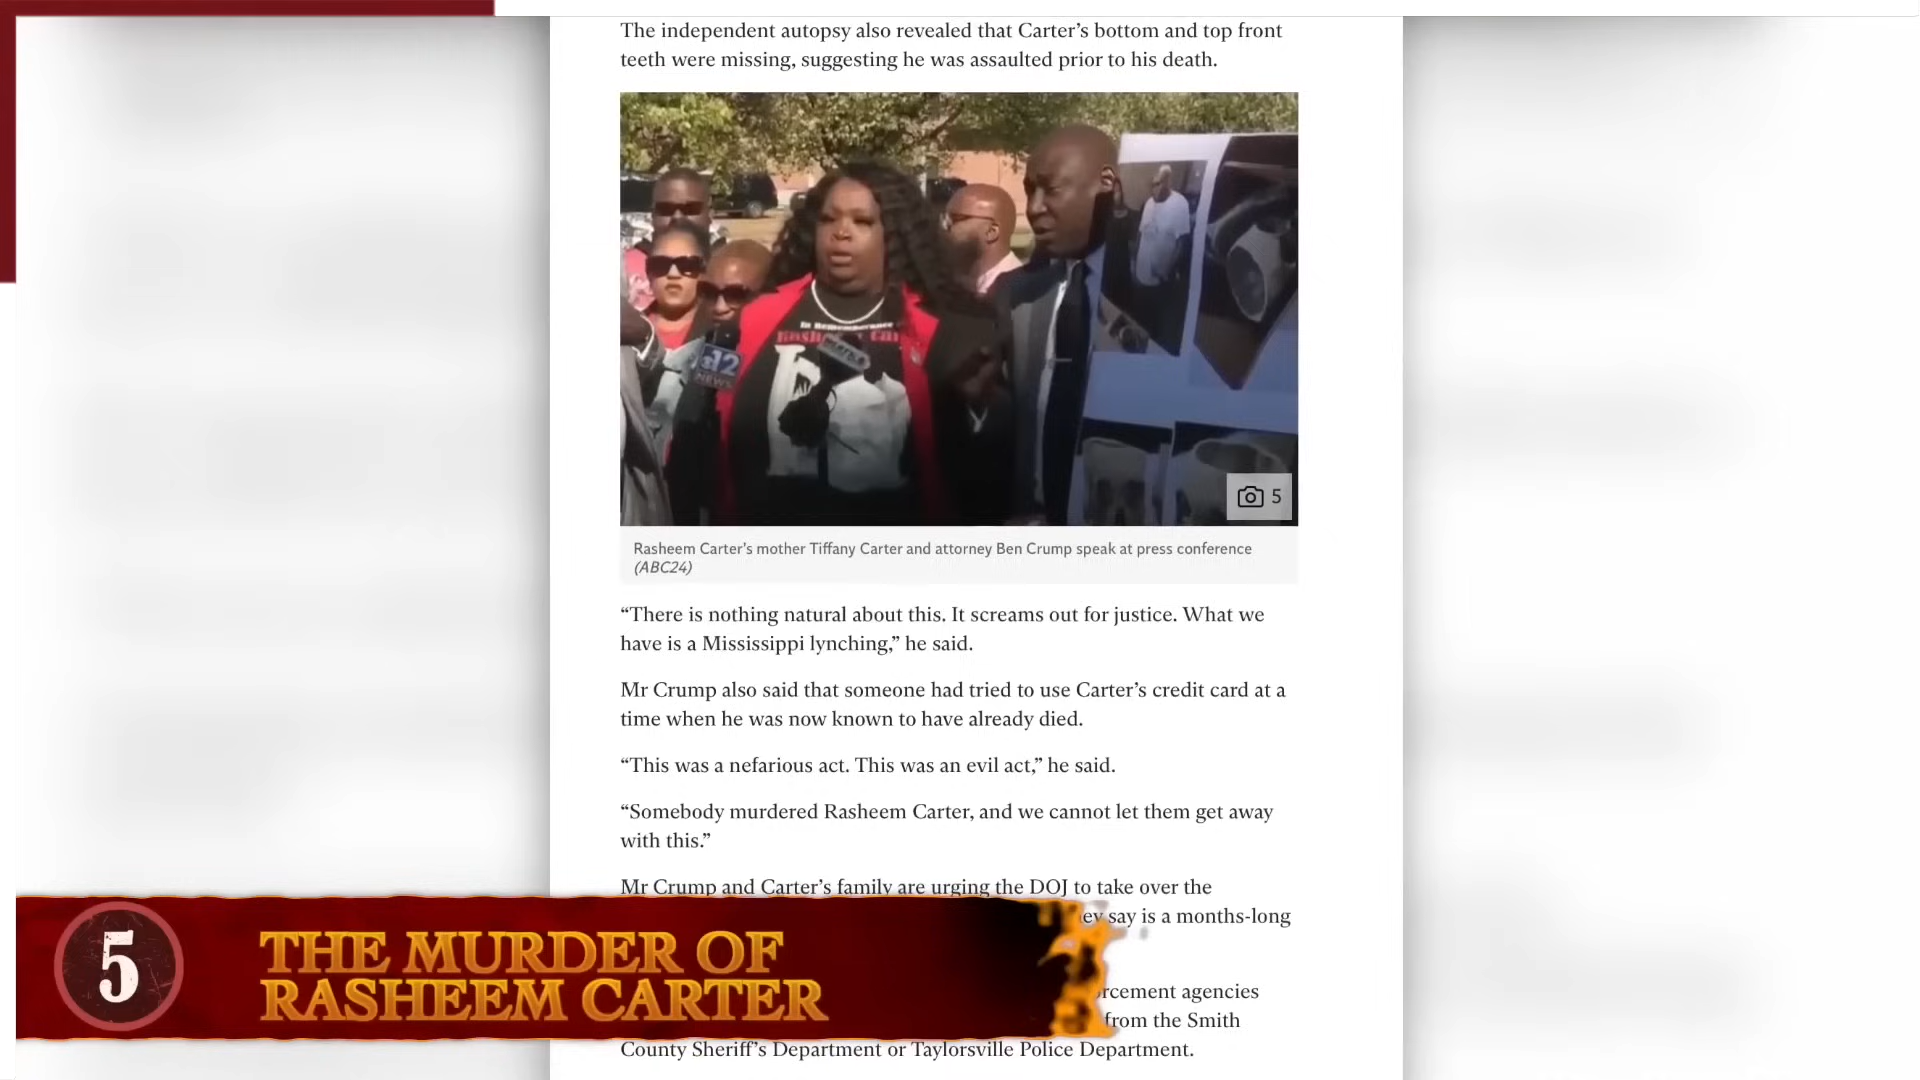 The independent autopsy also revealed that Carter’s bottom and top front
teeth were missing, suggesting he was assaulted prior to his death.
In Remembrance
12
NEWS
5
Rasheem Carter’s mother Tiffany Carter and attorney Ben Crump speak at press conference
(ABC24)
“There is nothing natural about this. It screams out for justice. What we
have is a Mississippi lynching,” he said.
Mr Crump also said that someone had tried to use Carter’s credit card at a
time when he was now known to have already died.
“This was a nefarious act. This was an evil act,” he said.
“Somebody murdered Rasheem Carter, and we cannot let them get away
with this.”
Mr Crump and Carter’s family are urging the DOJ to take over the
say is a months-long
agencies
from the Smith
County Sheriff’s Department or Taylorsville Police Department.
5
THE MURDER OF
RASHEEM CARTER